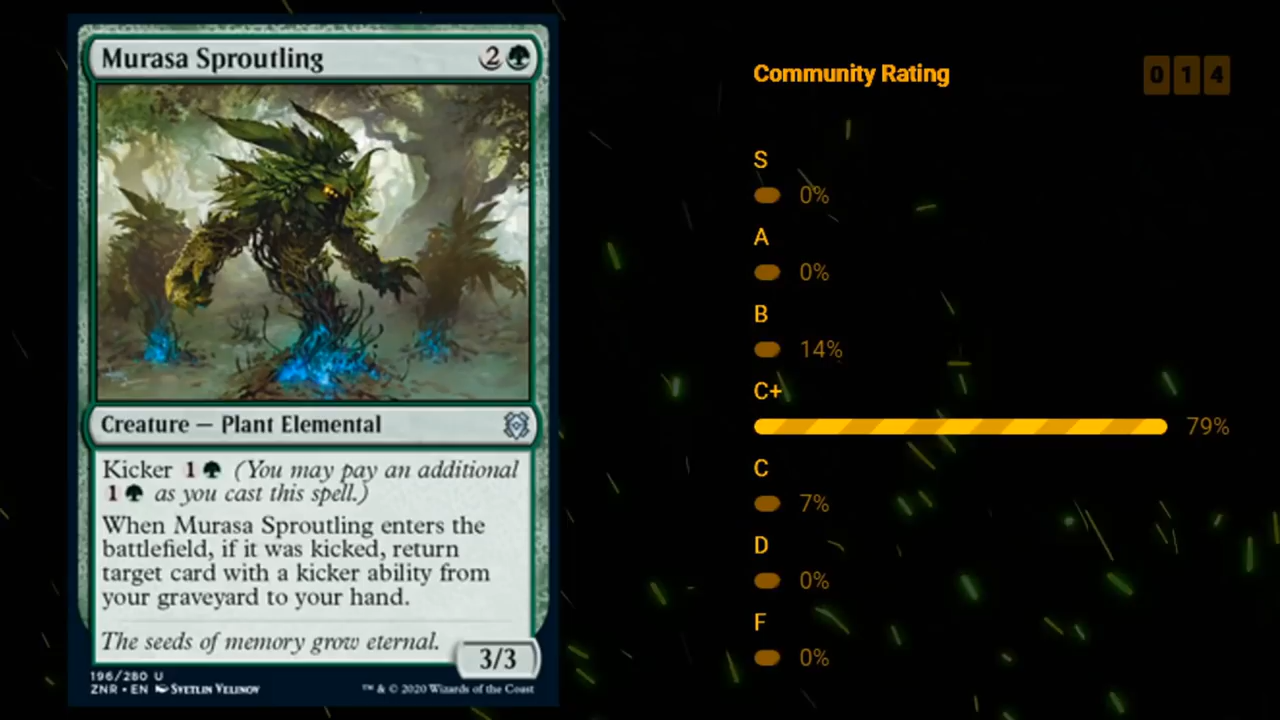 Murasa Sproutling 2
Creature — Plant Elemental
Kicker 1 (You may pay an additional
1 as you cast this spell.)
When Murasa Sproutling enters the
battlefield, if it was kicked, return
target card with a kicker ability from
your graveyard to your hand.
The seeds of memory grow eternal.
3/3
196/280 U
ZNR • EN Svetlin Velinov
™ & © 2020 Wizards of the Coast
Community Rating
014
S
0%
A
0%
B
14%
C+
79%
C
7%
D
0%
F
0%